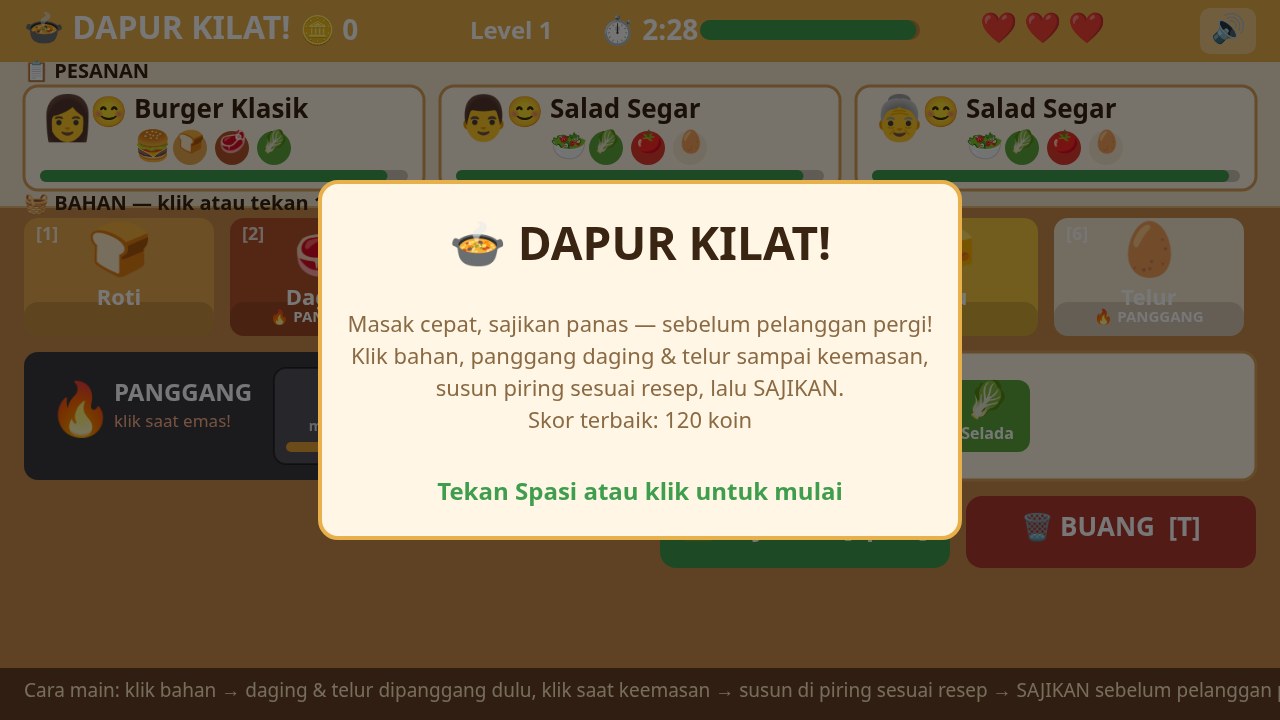 DAPUR KILAT! 0 Level 1 2:28
PESANAN
Burger Klasik
Salad Segar
Salad Segar
BAHAN — klik atau tekan
[1]
Roti
[2]
PANGGANG
klik saat emas!
[6]
Telur
PANGGANG
Selada
DAPUR KILAT!
Masak cepat, sajikan panas — sebelum pelanggan pergi!
Klik bahan, panggang daging & telur sampai keemasan,
susun piring sesuai resep, lalu SAJIKAN.
Skor terbaik: 120 koin
Tekan Spasi atau klik untuk mulai
BUANG [T]
Cara main: klik bahan → daging & telur dipanggang dulu, klik saat keemasan → susun di piring sesuai resep → SAJIKAN sebelum pelanggan